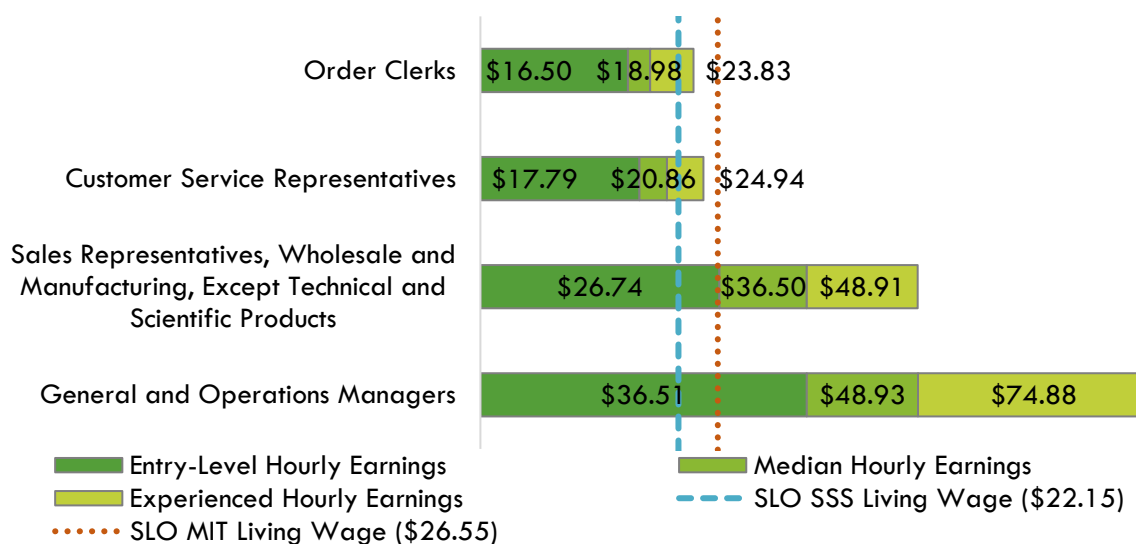 Order Clerks
$16.50 $18.98 $23.83
Customer Service Representatives
$17.79 $20.86 $24.94
Sales Representatives, Wholesale and
Manufacturing, Except Technical and
Scientific Products
$26.74 $36.50 $48.91
General and Operations Managers
$36.51 $48.93 $74.88
Entry-Level Hourly Earnings
Median Hourly Earnings
Experienced Hourly Earnings
SLO SSS Living Wage ($22.15)
SLO MIT Living Wage ($26.55)